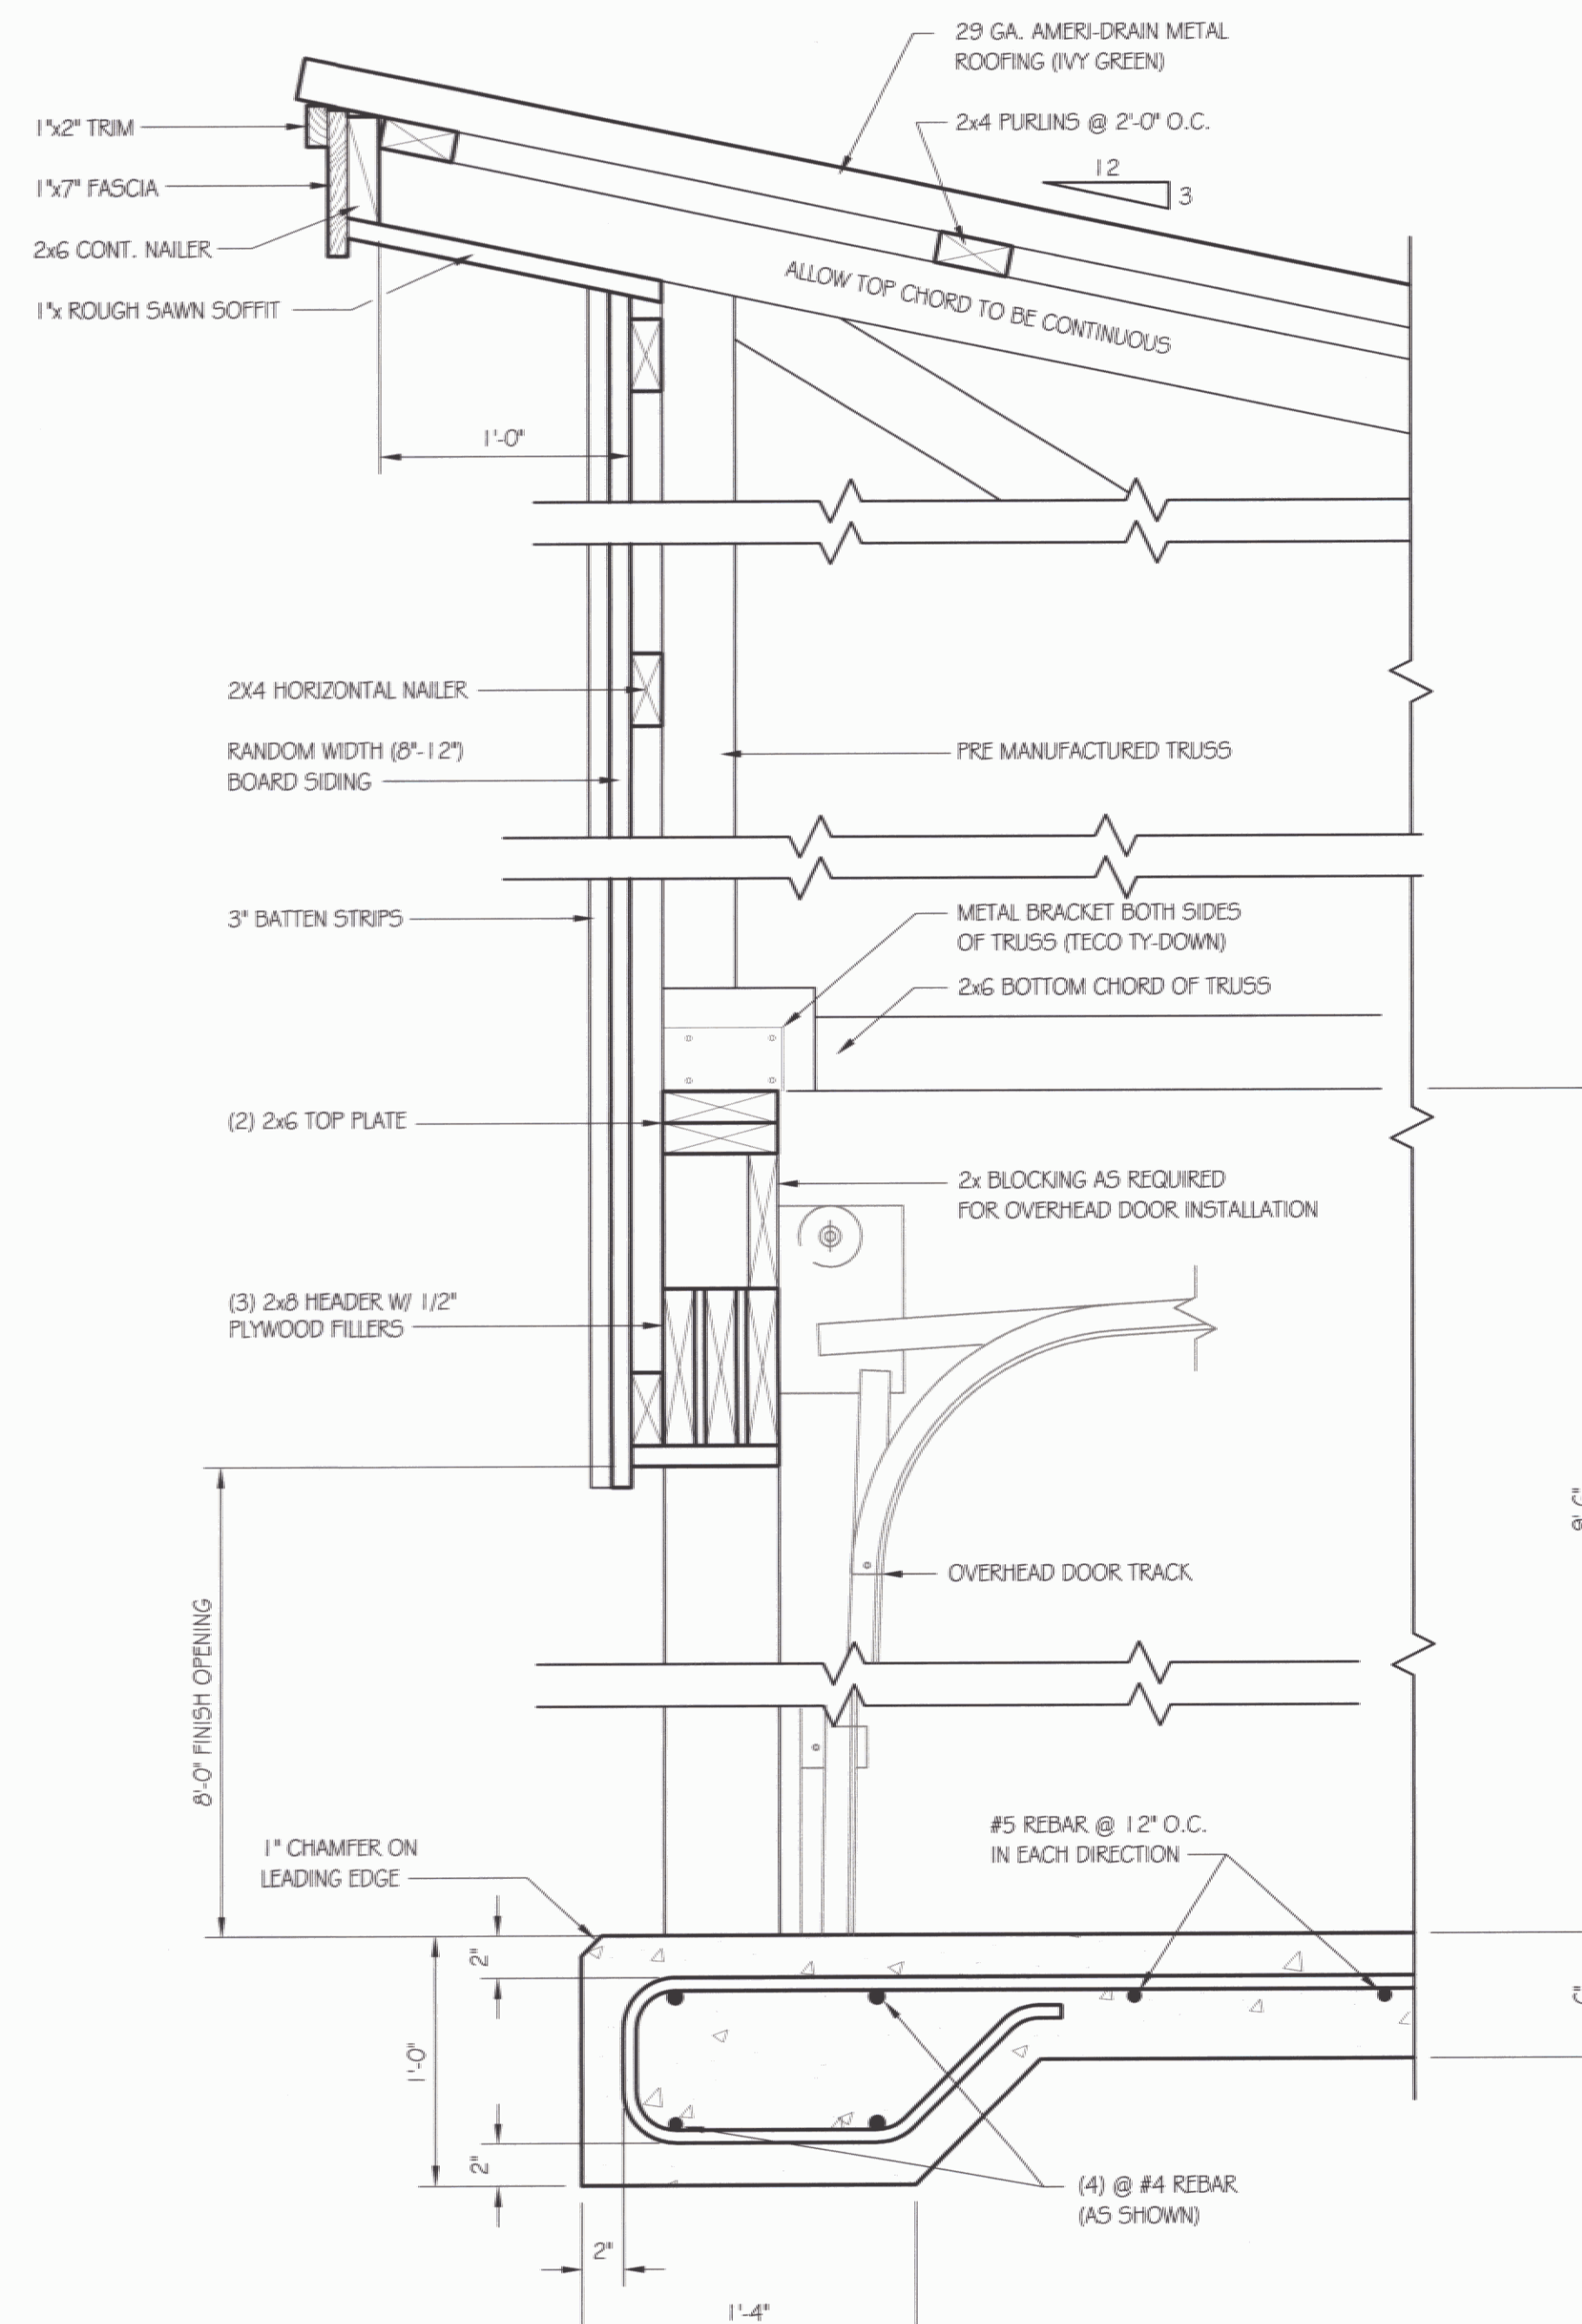 29 GA. AMERI-DRAIN METAL
ROOFING (IVY GREEN)
1"x2" TRIM
2x4 PURLINS @ 2'-0" O.C.
12
3
1"x7" FASCIA
2x6 CONT. NAILER
1"x ROUGH SAWN SOFFIT
ALLOW TOP CHORD TO BE CONTINUOUS
1'-0"
2X4 HORIZONTAL NAILER
RANDOM WIDTH (8"-12")
BOARD SIDING
PRE MANUFACTURED TRUSS
3" BATTEN STRIPS
METAL BRACKET BOTH SIDES
OF TRUSS (TECO TY-DOWN)
2x6 BOTTOM CHORD OF TRUSS
(2) 2x6 TOP PLATE
2x BLOCKING AS REQUIRED
FOR OVERHEAD DOOR INSTALLATION
(3) 2x8 HEADER W/ 1/2"
PLYWOOD FILLERS
OVERHEAD DOOR TRACK
8'-0" FINISH OPENING
1" CHAMFER ON
LEADING EDGE
#5 REBAR @ 12" O.C.
IN EACH DIRECTION
2"
1'-0"
2"
(4) @ #4 REBAR
(AS SHOWN)
2"
1'-4"